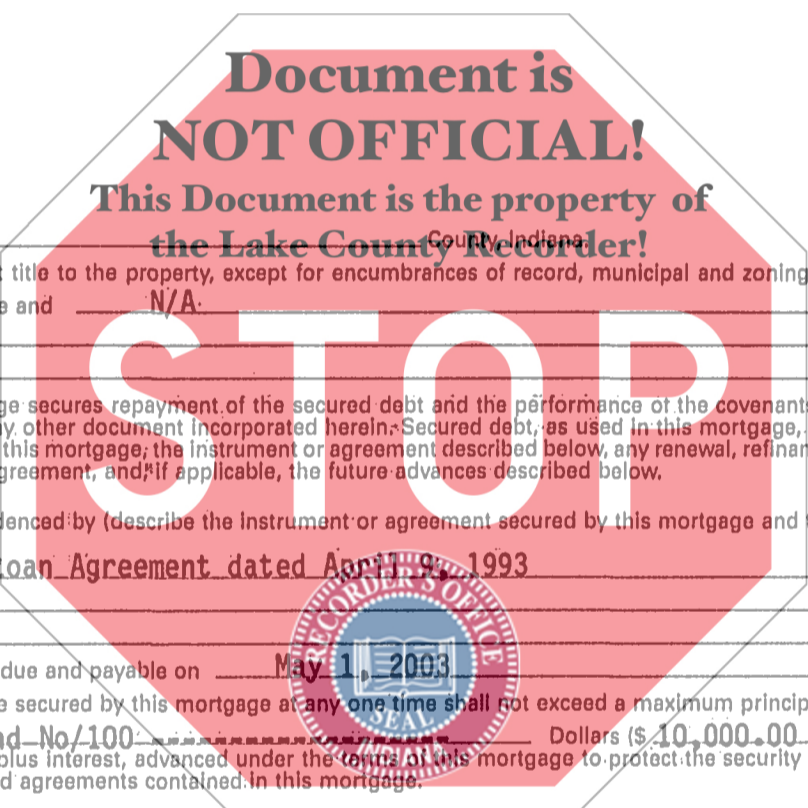 Document is
NOT OFFICIAL!
This Document is the property of
the Lake County Recorder!
County, Indiana,
title to the property, except for encumbrances of record, municipal and zoning
and N/A
STOP
ge secures repayment of the secured debt and the performance of the covenants
y other document incorporated herein. Secured debt, as used in this mortgage,
this mortgage, the instrument or agreement described below, any renewal, refinan
greement, and, if applicable, the future advances described below.
denced by (describe the instrument or agreement secured by this mortgage and
oan Agreement dated April 9, 1993
RECORDER'S OFFICE
SEAL
INDIANA
due and payable on May 1, 2003
secured by this mortgage at any one time shall not exceed a maximum princip
nd No/100 ------------------------ Dollars ($ 10,000.00
plus interest, advanced under the terms of this mortgage to protect the security
d agreements contained in this mortgage.